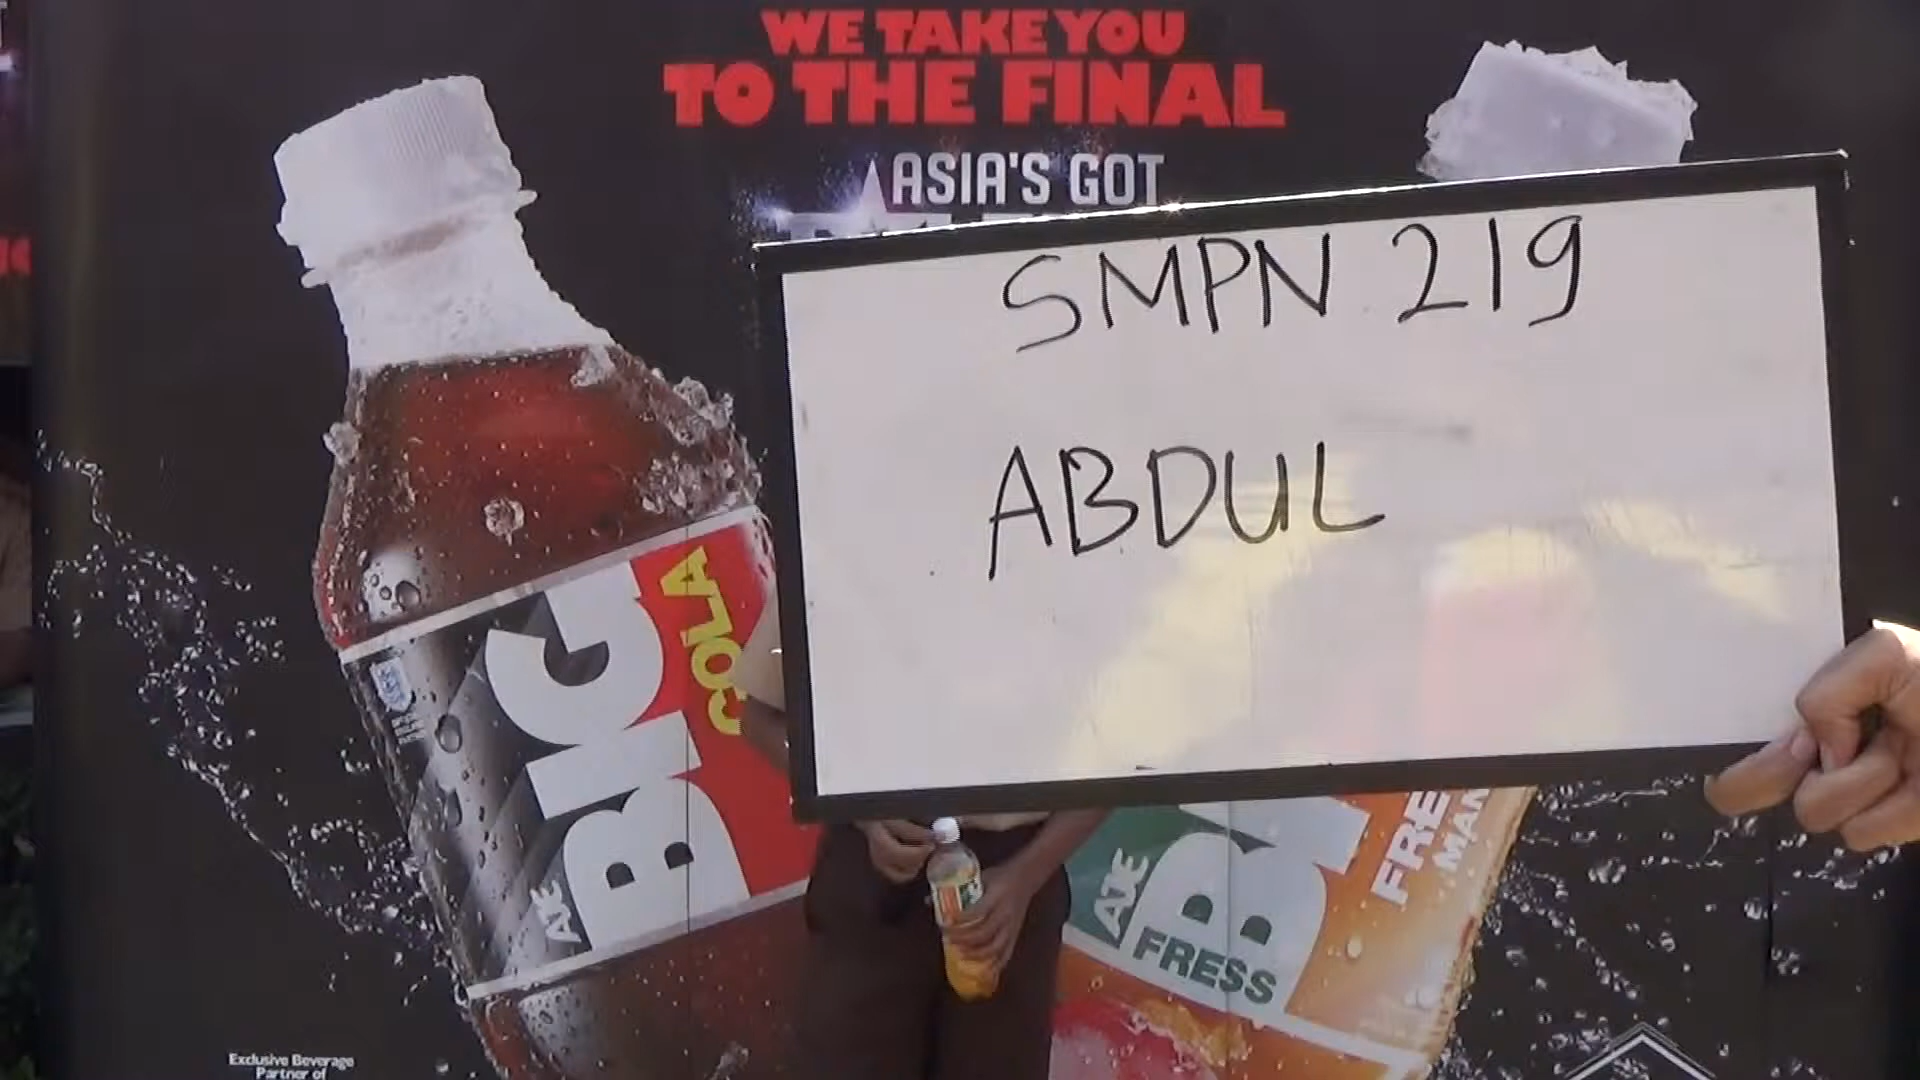 WE TAKE YOU
TO THE FINAL
ASIA'S GOT
SMPN 219
ABDUL
AJE
BIG
COLA
AJE
FRESS
Exclusive Beverage
Partner of